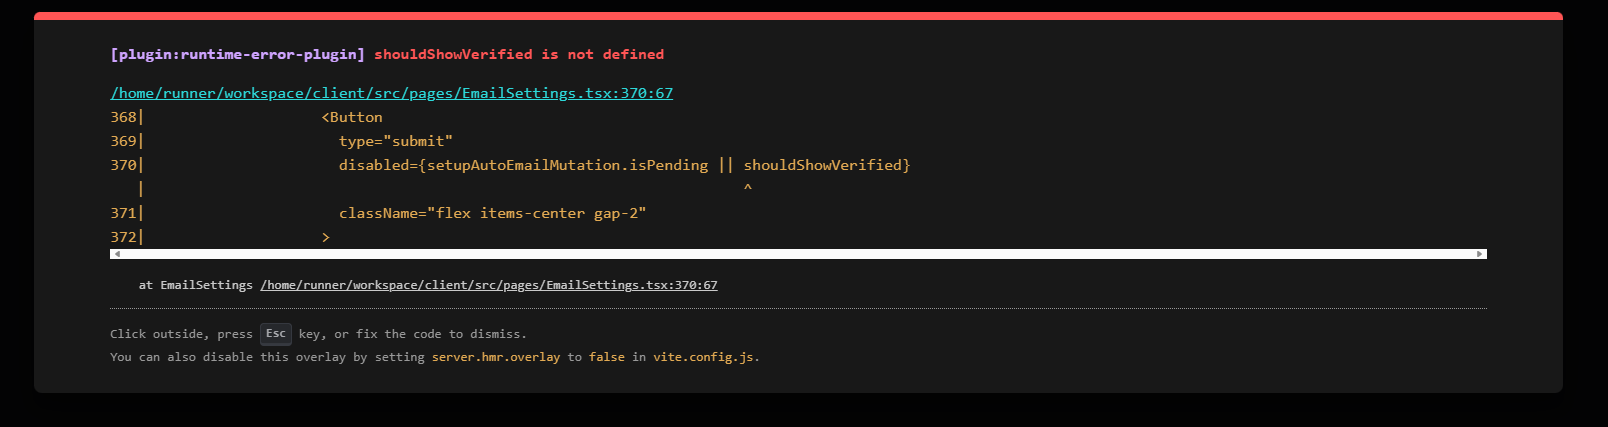 [plugin:runtime-error-plugin] shouldShowVerified is not defined
/home/runner/workspace/client/src/pages/EmailSettings.tsx:370:67
368|                    <Button
369|                      type="submit"
370|                      disabled={setupAutoEmailMutation.isPending || shouldShowVerified}
   |                                                                    ^
371|                      className="flex items-center gap-2"
372|                    >
at EmailSettings /home/runner/workspace/client/src/pages/EmailSettings.tsx:370:67
Click outside, press Esc key, or fix the code to dismiss.
You can also disable this overlay by setting server.hmr.overlay to false in vite.config.js.